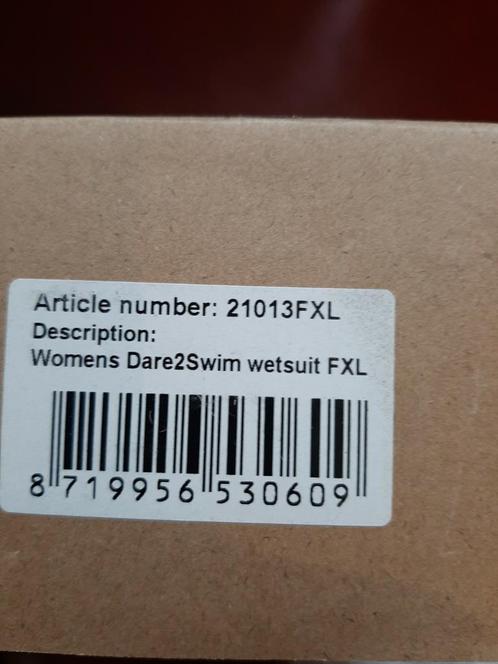 Article number: 21013FXL
Description:
Womens Dare2Swim wetsuit FXL
8 719956 530609